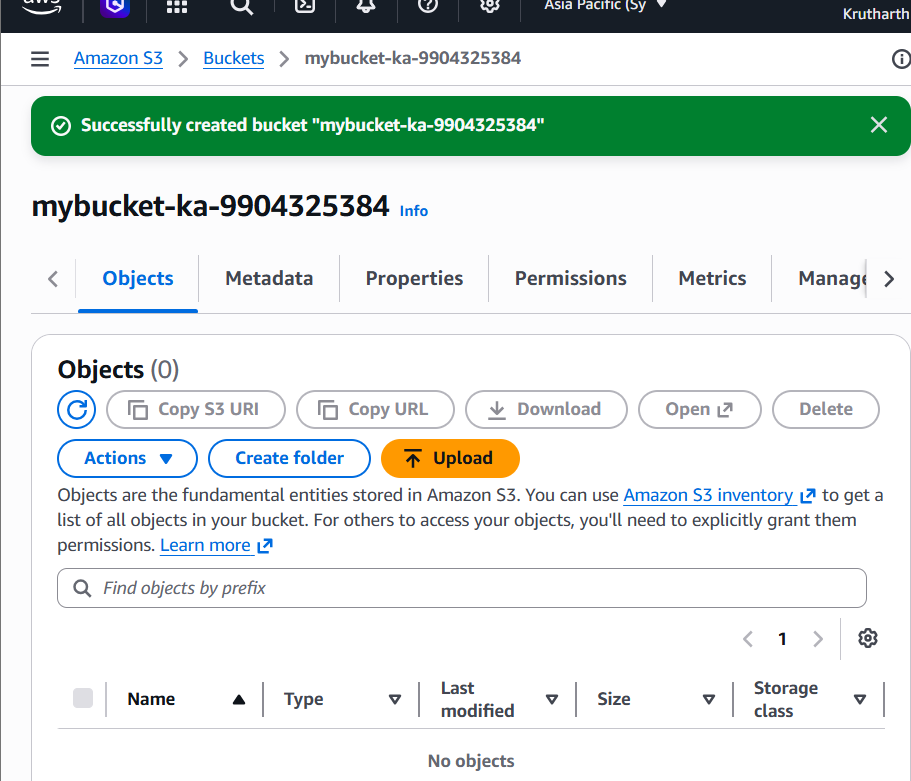 aws
Asia Pacific (Sy
Krutharth
Amazon S3 > Buckets > mybucket-ka-9904325384
Successfully created bucket "mybucket-ka-9904325384"
mybucket-ka-9904325384 Info
Objects Metadata Properties Permissions Metrics Manage
Objects (0)
Copy S3 URI Copy URL Download Open Delete
Actions Create folder Upload
Objects are the fundamental entities stored in Amazon S3. You can use Amazon S3 inventory to get a
list of all objects in your bucket. For others to access your objects, you'll need to explicitly grant them
permissions. Learn more
Find objects by prefix
1
Name Type Last modified Size Storage class
No objects